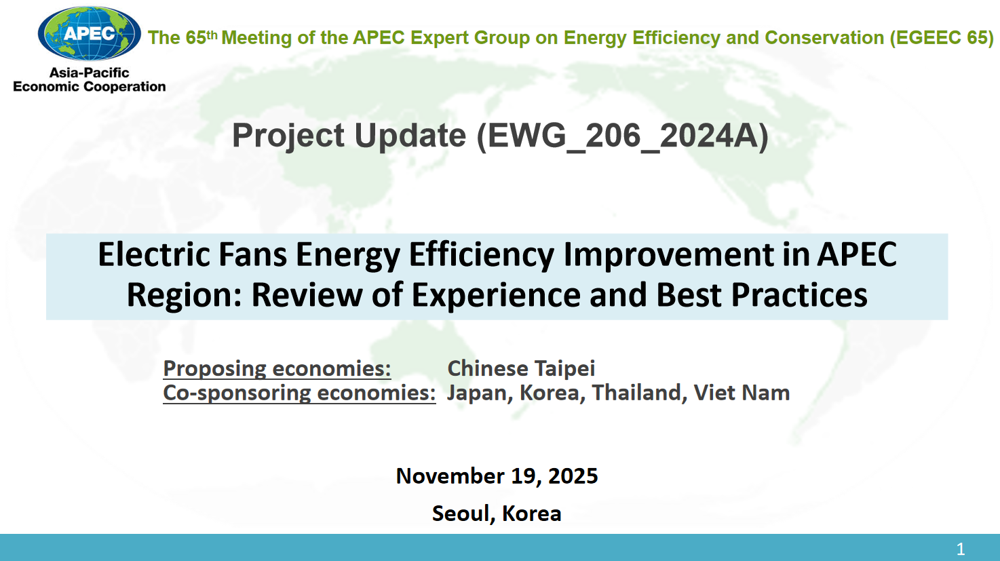 APEC
Asia-Pacific
Economic Cooperation
The 65th Meeting of the APEC Expert Group on Energy Efficiency and Conservation (EGEEC 65)
Project Update (EWG_206_2024A)
Electric Fans Energy Efficiency Improvement in APEC
Region: Review of Experience and Best Practices
Proposing economies: Chinese Taipei
Co-sponsoring economies: Japan, Korea, Thailand, Viet Nam
November 19, 2025
Seoul, Korea
1